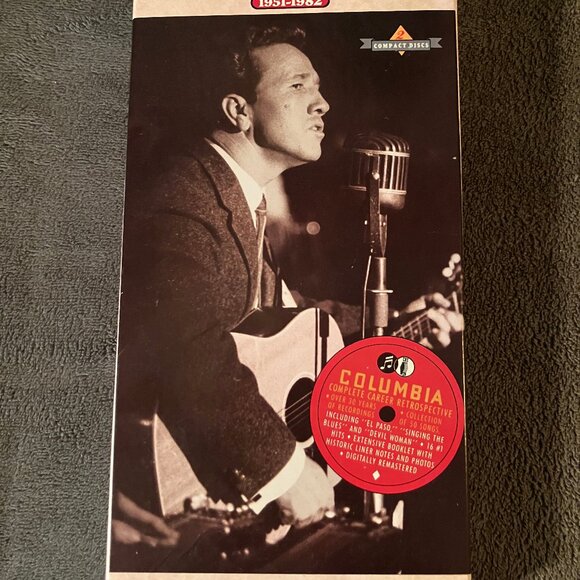 1951-1982
2
COMPACT DISCS
COLUMBIA
COMPLETE CAREER RETROSPECTIVE
• OVER 30 YEARS • COLLECTION
OF RECORDINGS OF 50 SONGS
INCLUDING "EL PASO," "SINGING THE
BLUES" AND "DEVIL WOMAN" • 16 #1
HITS • EXTENSIVE BOOKLET WITH
HISTORIC LINER NOTES AND PHOTOS
• DIGITALLY REMASTERED